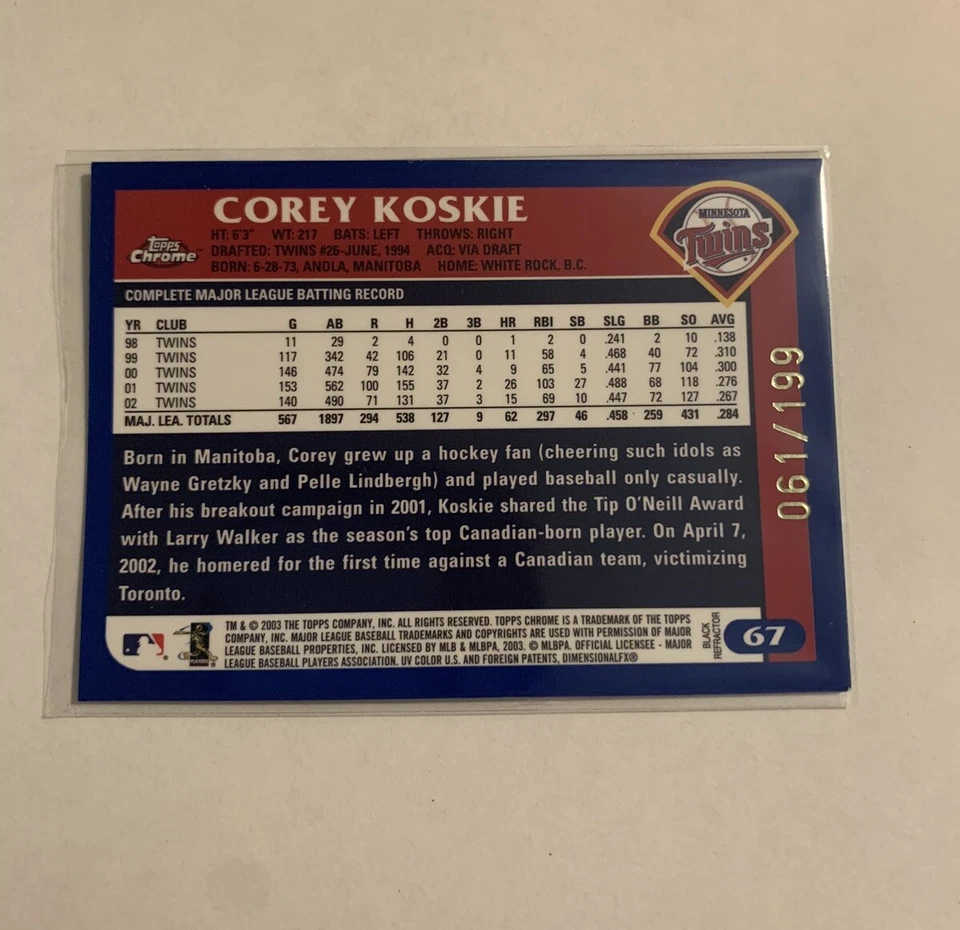 COREY KOSKIE
MINNESOTA
Twins
Topps
Chrome™
HT: 6'3" WT: 217 BATS: LEFT THROWS: RIGHT
DRAFTED: TWINS #26-JUNE, 1994 ACQ: VIA DRAFT
BORN: 6-28-73, ANOLA, MANITOBA HOME: WHITE ROCK, B.C.
COMPLETE MAJOR LEAGUE BATTING RECORD
YR CLUB G AB R H 2B 3B HR RBI SB SLG BB SO AVG
98 TWINS 11 29 2 4 0 0 1 2 0 .241 2 10 .138
99 TWINS 117 342 42 106 21 0 11 58 4 .468 40 72 .310
00 TWINS 146 474 79 142 32 4 9 65 5 .441 77 104 .300
01 TWINS 153 562 100 155 37 2 26 103 27 .488 68 118 .276
02 TWINS 140 490 71 131 37 3 15 69 10 .447 72 127 .267
MAJ. LEA. TOTALS 567 1897 294 538 127 9 62 297 46 .458 259 431 .284
061/199
Born in Manitoba, Corey grew up a hockey fan (cheering such idols as
Wayne Gretzky and Pelle Lindbergh) and played baseball only casually.
After his breakout campaign in 2001, Koskie shared the Tip O'Neill Award
with Larry Walker as the season's top Canadian-born player. On April 7,
2002, he homered for the first time against a Canadian team, victimizing
Toronto.
TM & © 2003 THE TOPPS COMPANY, INC. ALL RIGHTS RESERVED. TOPPS CHROME IS A TRADEMARK OF THE TOPPS
COMPANY, INC. MAJOR LEAGUE BASEBALL TRADEMARKS AND COPYRIGHTS ARE USED WITH PERMISSION OF MAJOR
LEAGUE BASEBALL PROPERTIES, INC. LICENSED BY MLB & MLBPA, 2003. © MLBPA. OFFICIAL LICENSEE - MAJOR
LEAGUE BASEBALL PLAYERS ASSOCIATION. UV COLOR U.S. AND FOREIGN PATENTS, DIMENSIONALFX®
BLACK
REFRACTOR
67